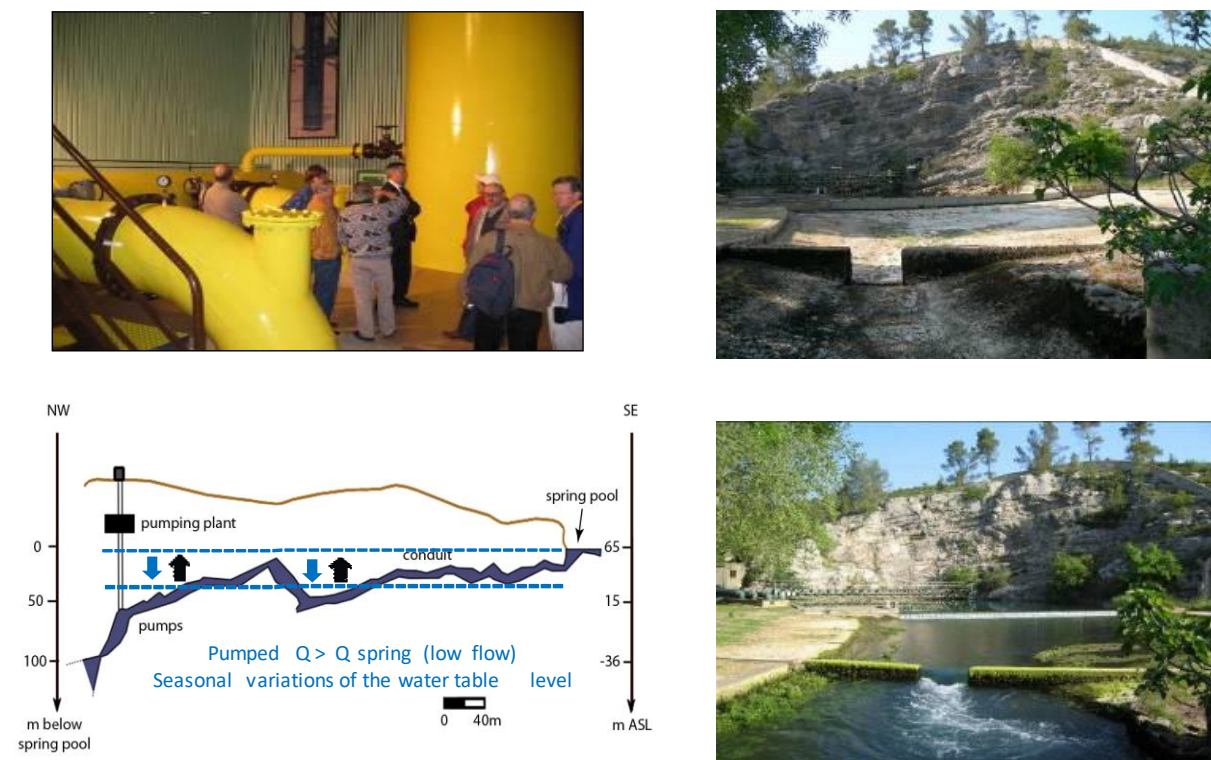 NW
SE
spring pool
pumping plant
0
65
conduit
50
15
pumps
Pumped Q > Q spring (low flow)
100
-36
Seasonal variations of the water table level
0 40m
m below
spring pool
m ASL